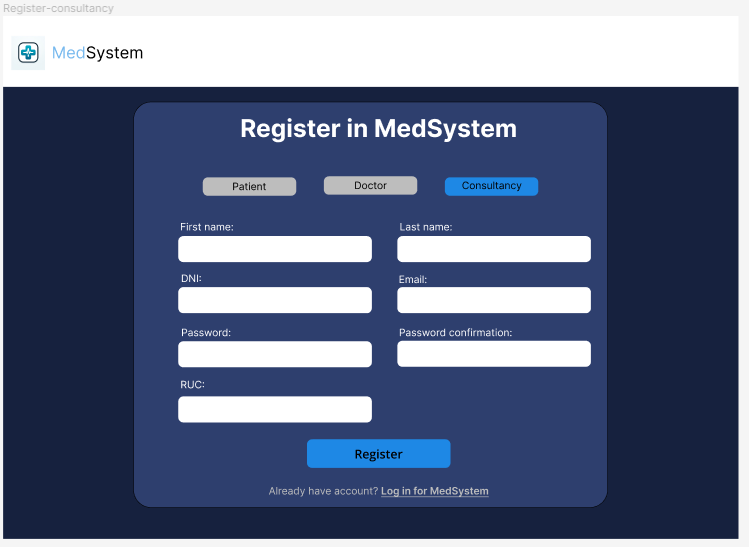 Register-consultancy
MedSystem
Register in MedSystem
Patient Doctor Consultancy
First name: Last name:
DNI: Email:
Password: Password confirmation:
RUC:
Register
Already have account? Log in for MedSystem